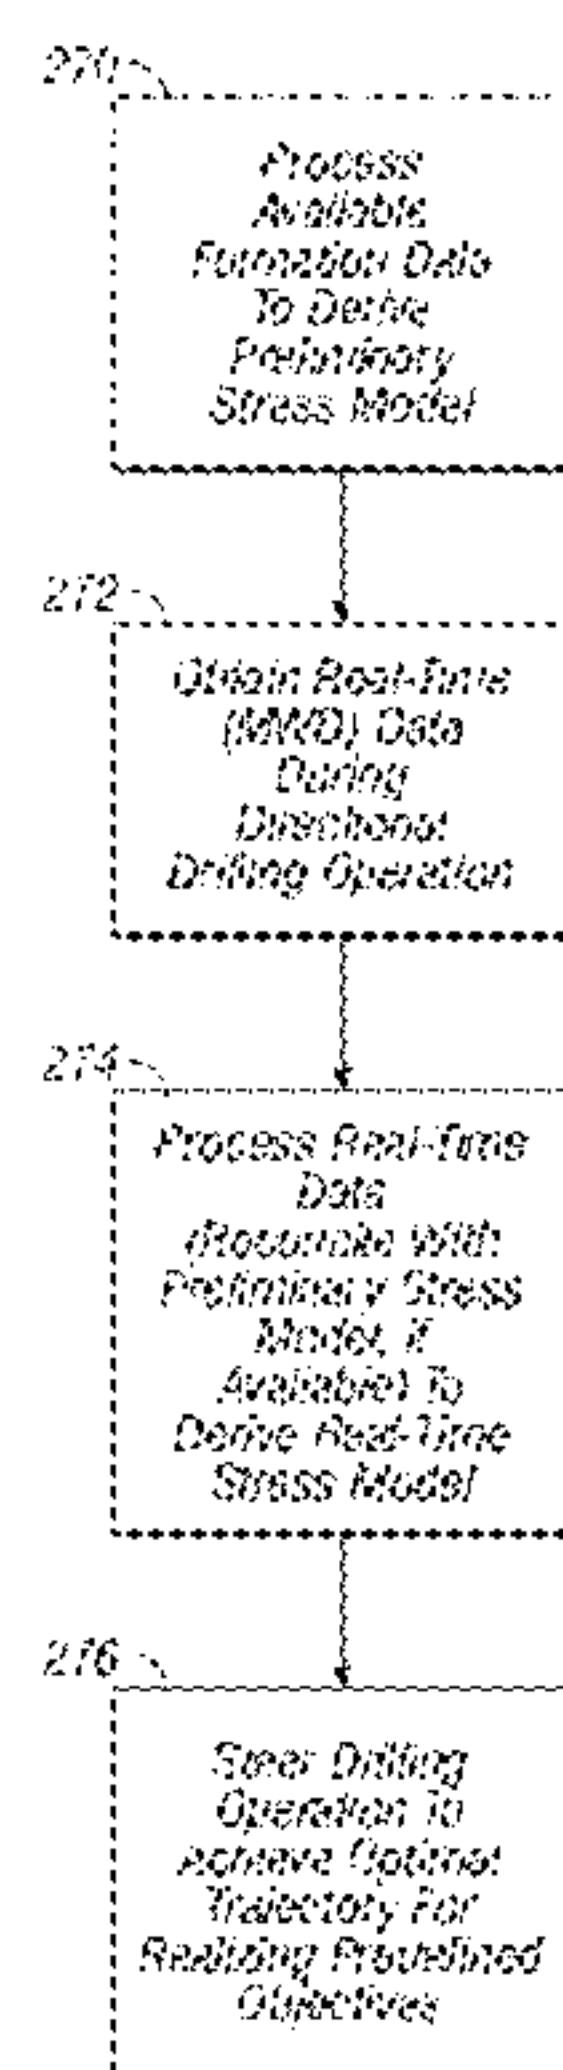 270
Process
Available
Formation Data
To Derive
Preliminary
Stress Model
272
Obtain Real-Time
(MWD) Data
During
Directional
Drilling Operation
274
Process Real-Time
Data
(Reconcile With
Preliminary Stress
Model, If
Available) To
Derive Real-Time
Stress Model
276
Steer Drilling
Operation To
Achieve Optimal
Trajectory For
Realizing Predefined
Objectives